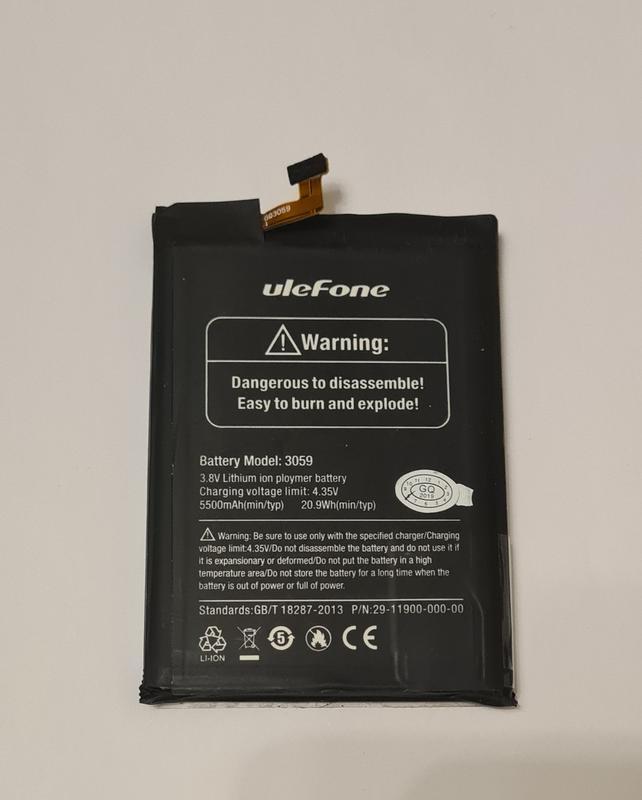 003059
ulefone
Warning:
Dangerous to disassemble!
Easy to burn and explode!
Battery Model: 3059
3.8V Lithium ion ploymer battery
Charging voltage limit: 4.35V
5500mAh(min/typ) 20.9Wh(min/typ)
QC
2019
Warning: Be sure to use only with the specified charger/Charging
voltage limit:4.35V/Do not disassemble the battery and do not use it if
it is expansionary or deformed/Do not put the battery in a high
temperature area/Do not store the battery for a long time when the
battery is out of power or full of power.
Standards:GB/T 18287-2013 P/N:29-11900-000-00
LI-ION
5
CE